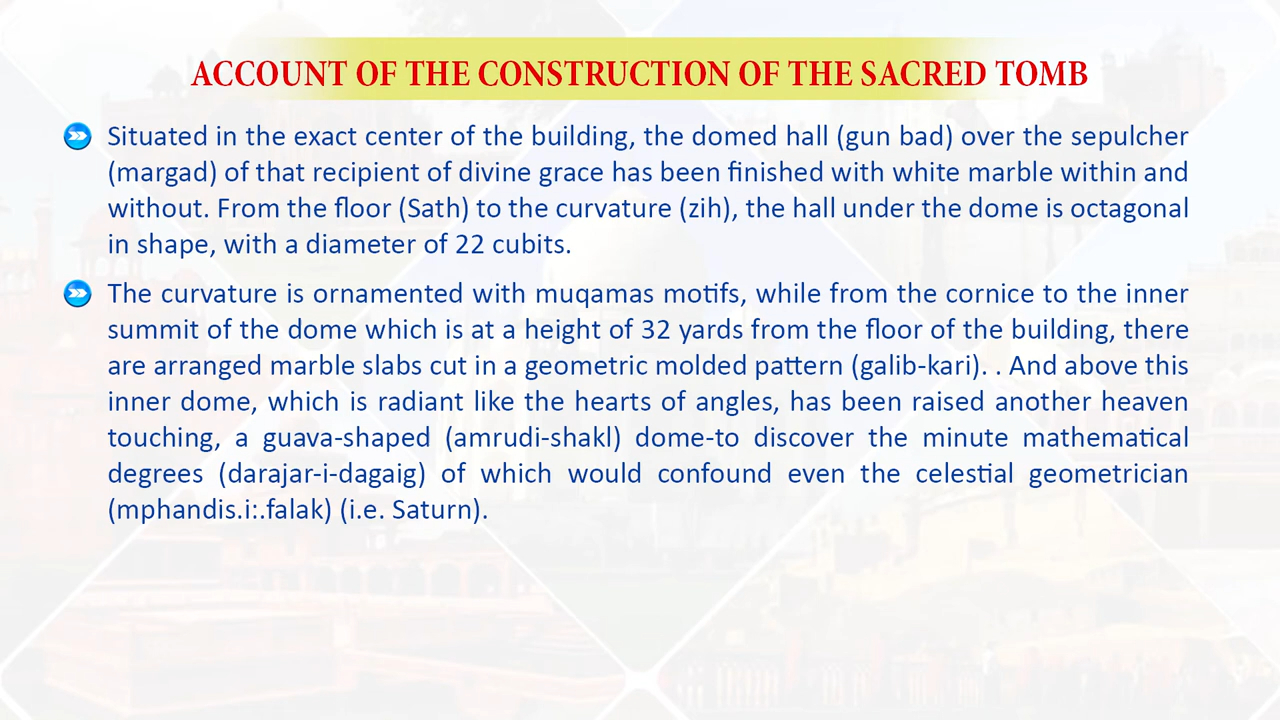 ACCOUNT OF THE CONSTRUCTION OF THE SACRED TOMB
Situated in the exact center of the building, the domed hall (gun bad) over the sepulcher
(margad) of that recipient of divine grace has been finished with white marble within and
without. From the floor (Sath) to the curvature (zih), the hall under the dome is octagonal
in shape, with a diameter of 22 cubits.
The curvature is ornamented with muqamas motifs, while from the cornice to the inner
summit of the dome which is at a height of 32 yards from the floor of the building, there
are arranged marble slabs cut in a geometric molded pattern (galib-kari). . And above this
inner dome, which is radiant like the hearts of angles, has been raised another heaven
touching, a guava-shaped (amrudi-shakl) dome-to discover the minute mathematical
degrees (darajar-i-dagaig) of which would confound even the celestial geometrician
(mphandis.i:.falak) (i.e. Saturn).